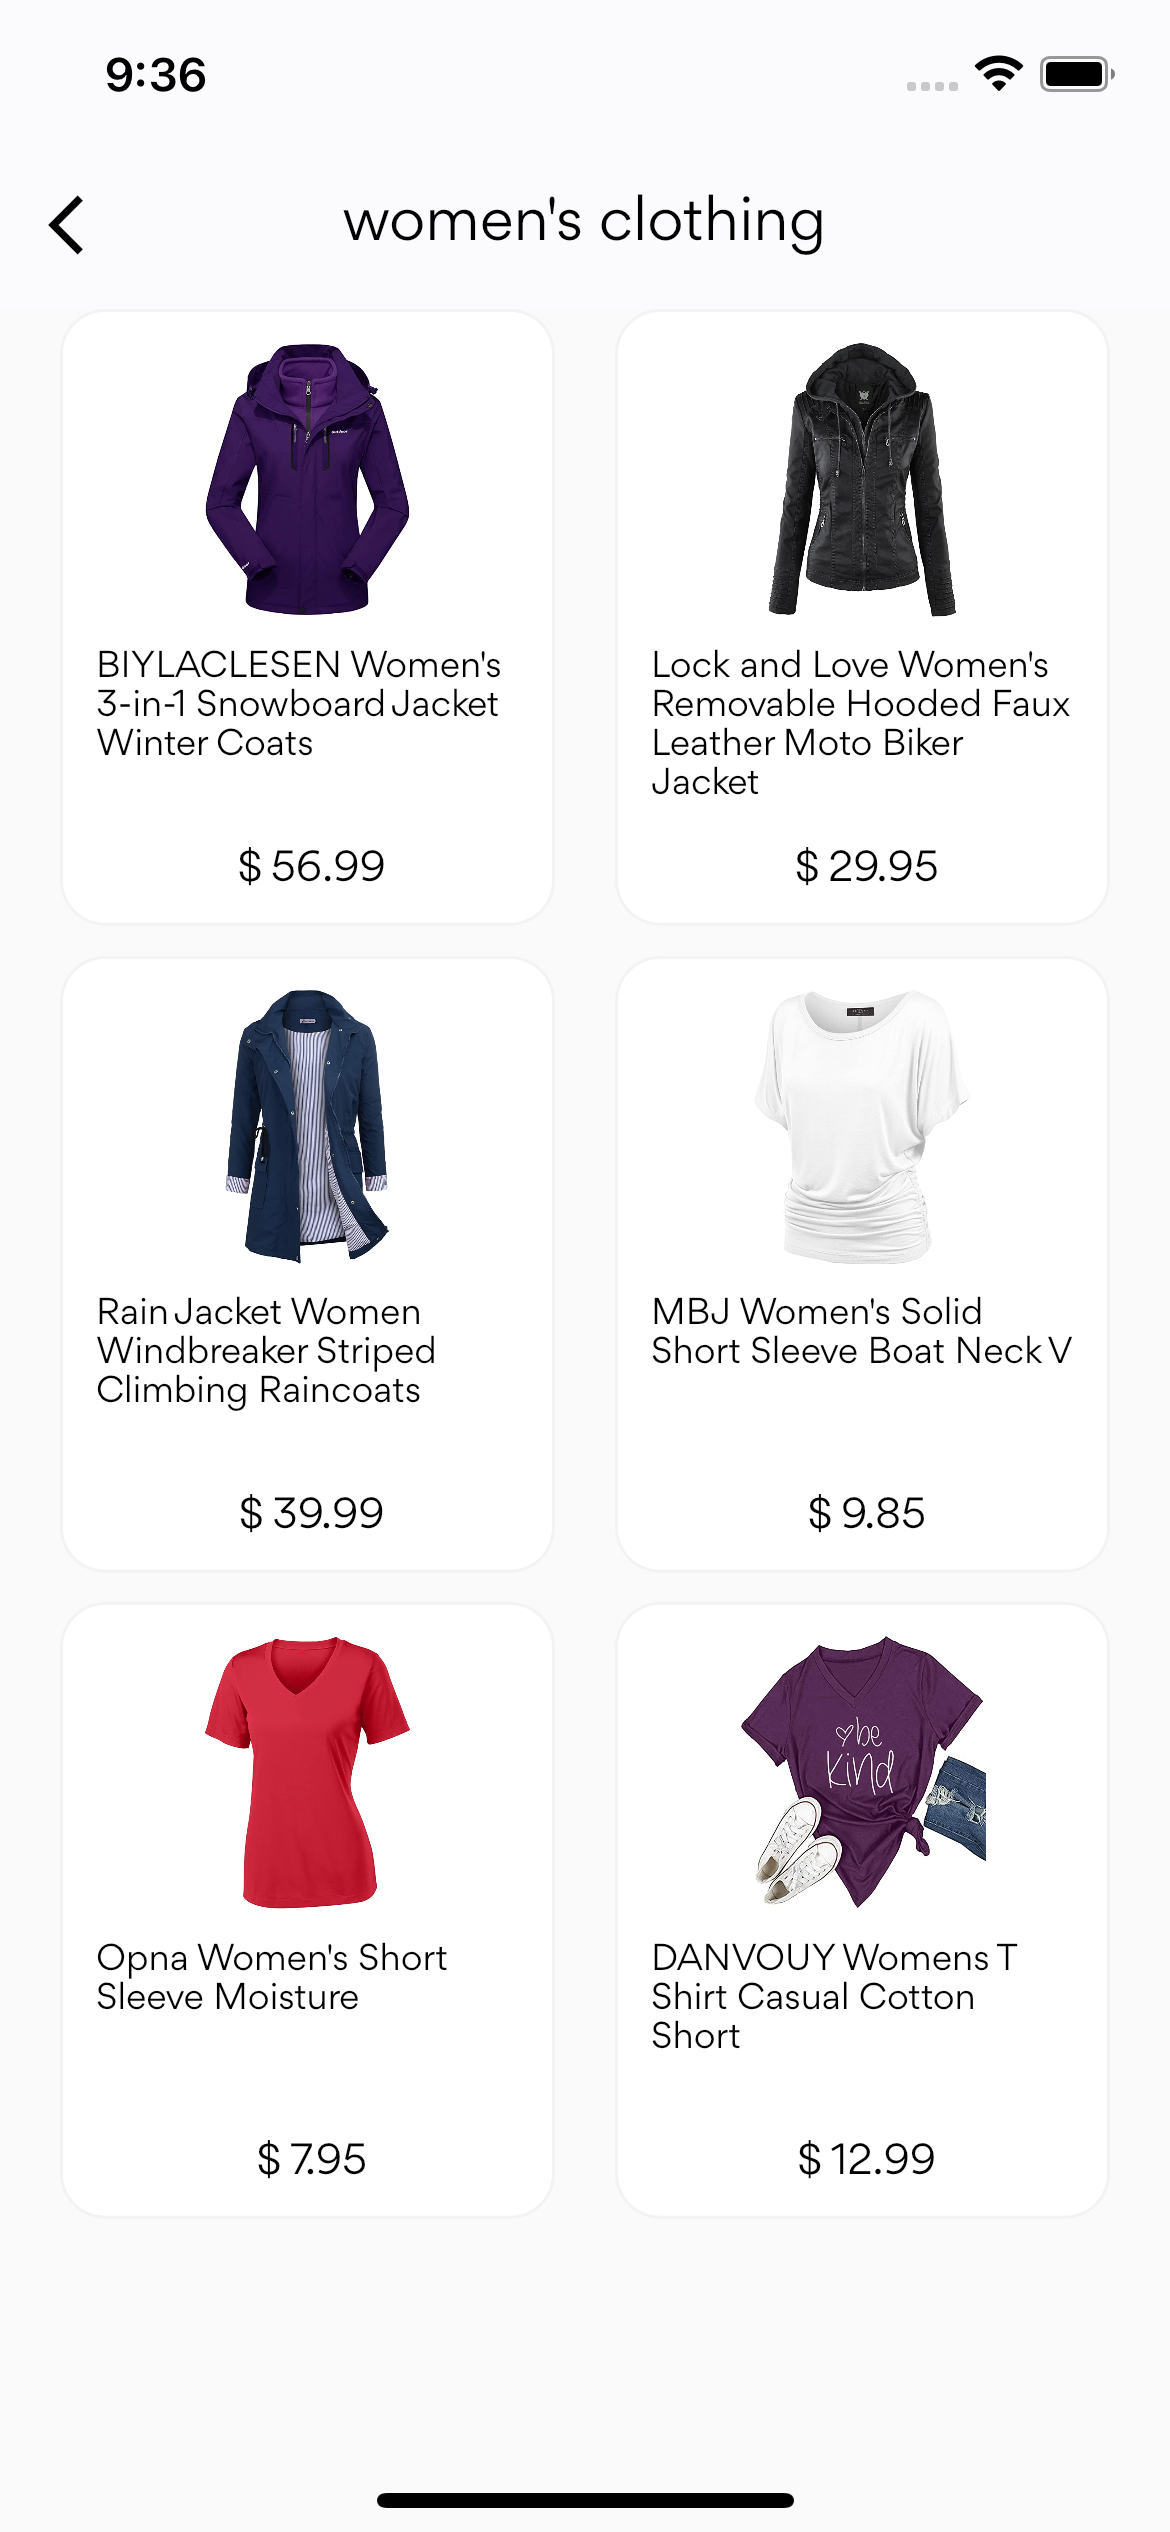 9:36
women's clothing
BIYLACLESEN Women's
3-in-1 Snowboard Jacket
Winter Coats
$ 56.99
Lock and Love Women's
Removable Hooded Faux
Leather Moto Biker
Jacket
$ 29.95
Rain Jacket Women
Windbreaker Striped
Climbing Raincoats
$ 39.99
MBJ Women's Solid
Short Sleeve Boat Neck V
$ 9.85
Opna Women's Short
Sleeve Moisture
$ 7.95
be
kind
DANVOUY Womens T
Shirt Casual Cotton
Short
$ 12.99